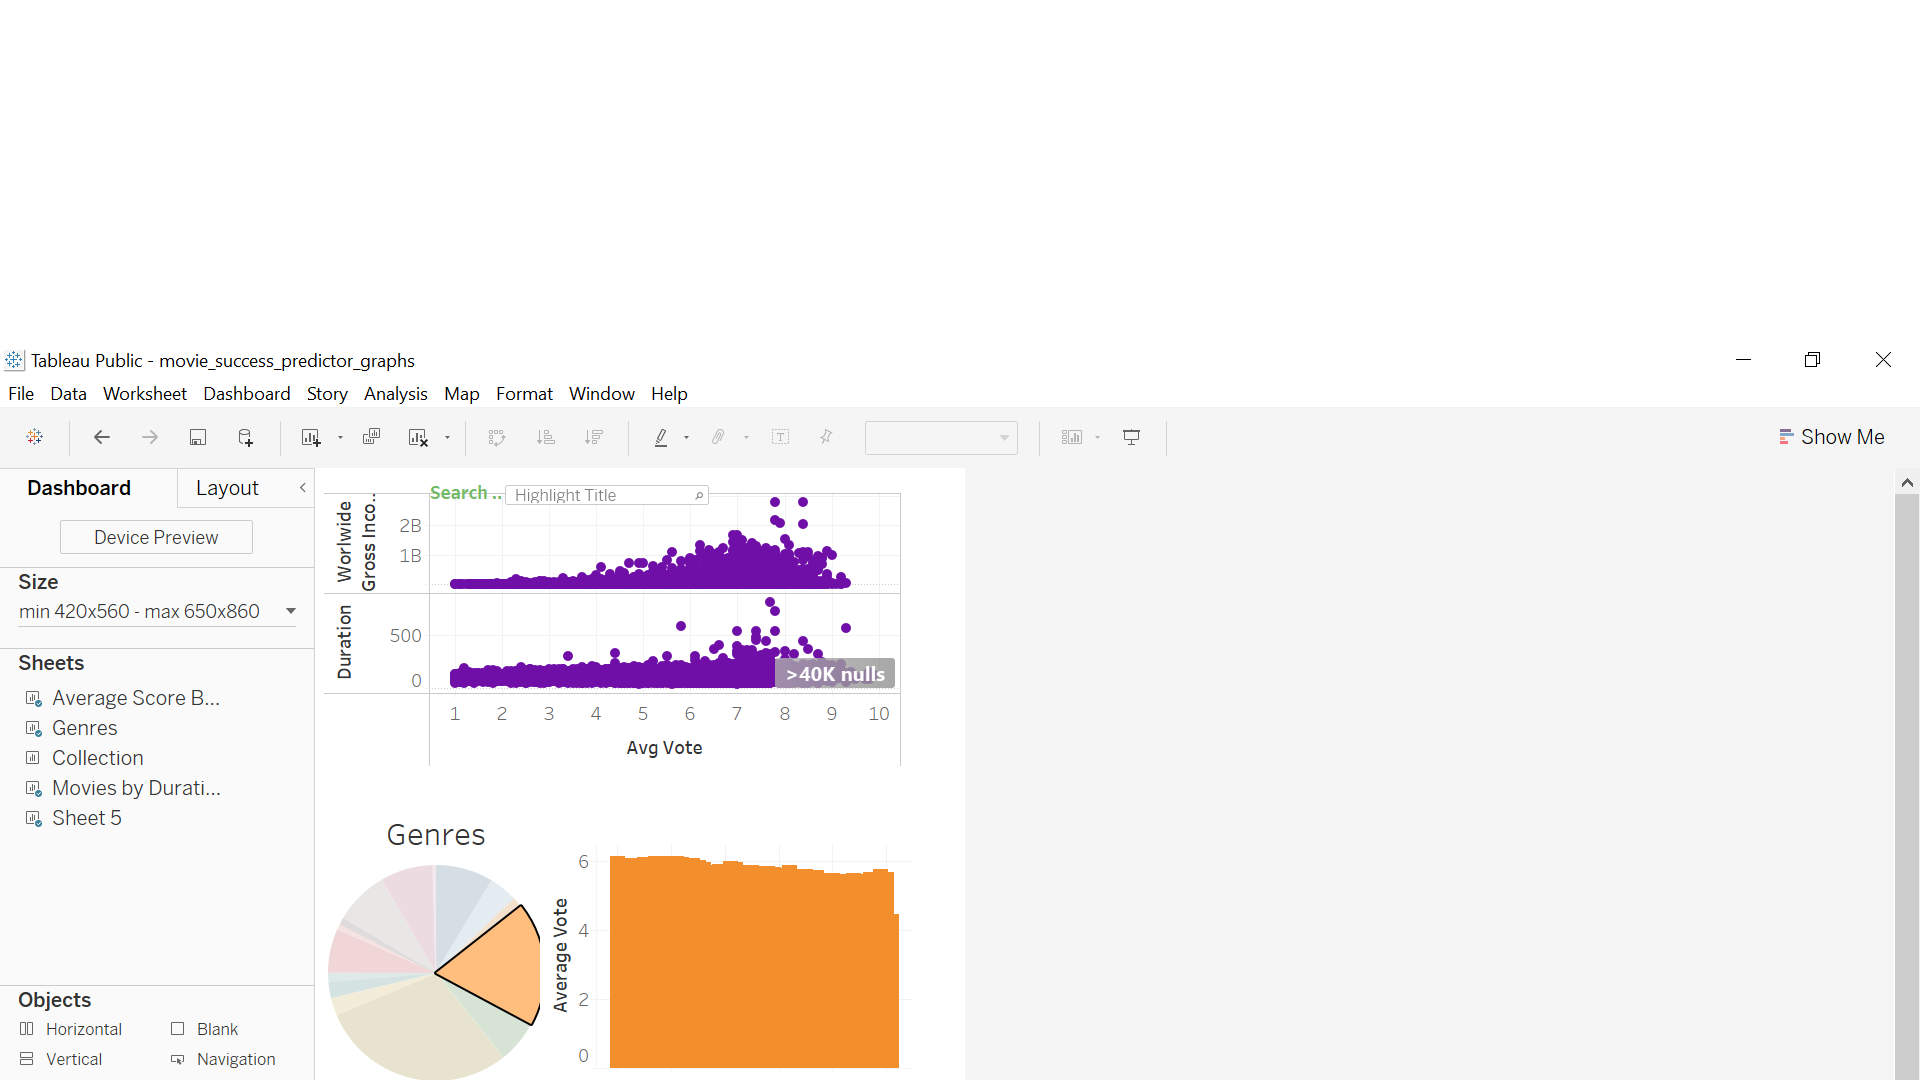 Tableau Public - movie_success_predictor_graphs
File Data Worksheet Dashboard Story Analysis Map Format Window Help
Show Me
Dashboard Layout
Device Preview
Size
min 420x560 - max 650x860
Sheets
Average Score B...
Genres
Collection
Movies by Durati...
Sheet 5
Objects
Horizontal Blank
Vertical Navigation
Search .. Highlight Title
Worlwide
Gross Inco..
2B
1B
Duration
500
0
>40K nulls
1 2 3 4 5 6 7 8 9 10
Avg Vote
Genres
Average Vote
6
4
2
0